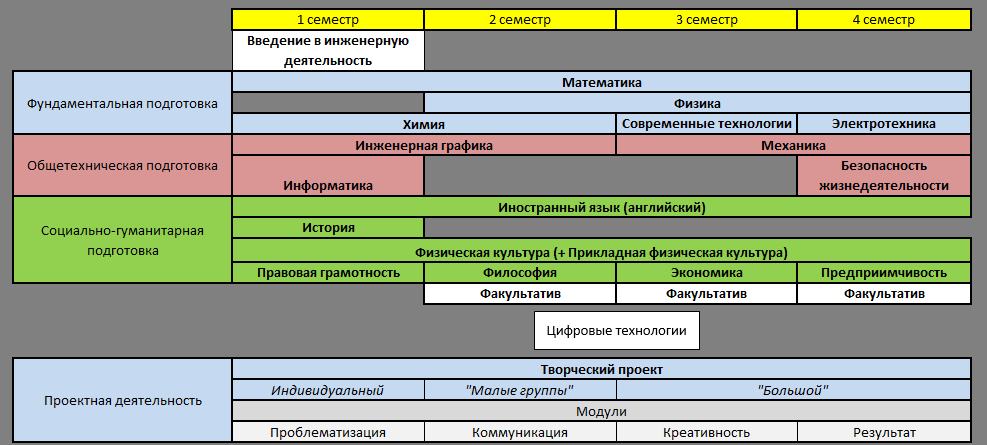 1 семестр 2 семестр 3 семестр 4 семестр
Введение в инженерную
деятельность
Фундаментальная подготовка
Математика
Физика
Химия Современные технологии Электротехника
Общетехническая подготовка
Инженерная графика Механика
Информатика
Безопасность
жизнедеятельности
Социально-гуманитарная
подготовка
Иностранный язык (английский)
История
Физическая культура (+ Прикладная физическая культура)
Правовая грамотность Философия Экономика Предприимчивость
Факультатив Факультатив Факультатив
Цифровые технологии
Проектная деятельность
Творческий проект
Индивидуальный "Малые группы" "Большой"
Модули
Проблематизация Коммуникация Креативность Результат